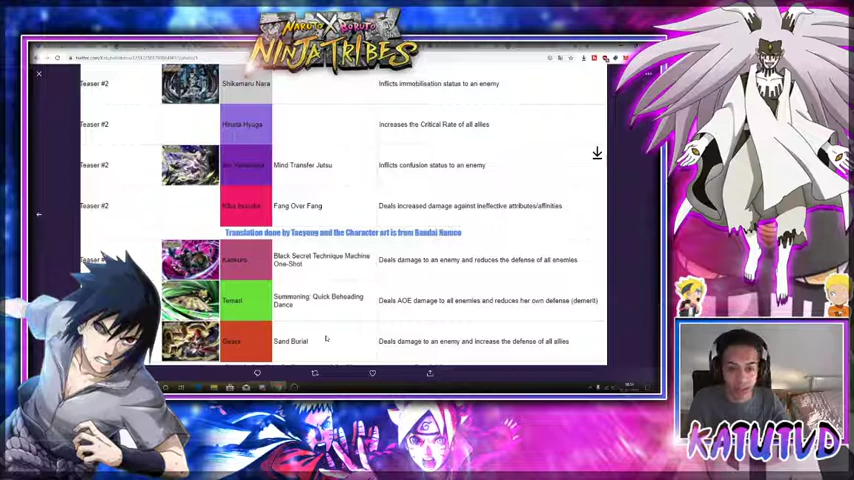 NARUTO X BORUTO
NINJA TRIBES
Teaser #2
Shikamaru Nara
Inflicts immobilisation status to an enemy
Teaser #2
Hinata Hyuga
Increases the Critical Rate of all allies
Teaser #2
Mind Transfer Jutsu
Inflicts confusion status to an enemy
Teaser #2
Kiba Inuzuka
Fang Over Fang
Deals increased damage against ineffective attributes/affinities
Translation done by Taeyong and the Character art is from Bandai Namco
Kankuro
Black Secret Technique Machine
One-Shot
Deals damage to an enemy and reduces the defense of all enemies
Temari
Summoning: Quick Beheading
Dance
Deals AOE damage to all enemies and reduces her own defense (demerit)
Gaara
Sand Burial
Deals damage to an enemy and increase the defense of all allies
KATUTVD